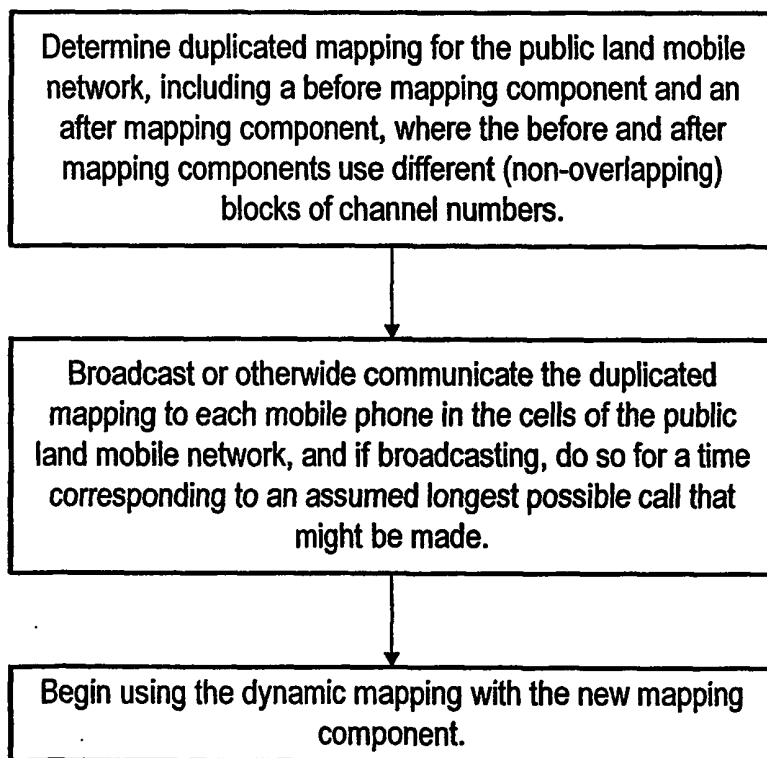 Determine duplicated mapping for the public land mobile
network, including a before mapping component and an
after mapping component, where the before and after
mapping components use different (non-overlapping)
blocks of channel numbers.
Broadcast or otherwide communicate the duplicated
mapping to each mobile phone in the cells of the public
land mobile network, and if broadcasting, do so for a time
corresponding to an assumed longest possible call that
might be made.
Begin using the dynamic mapping with the new mapping
component.